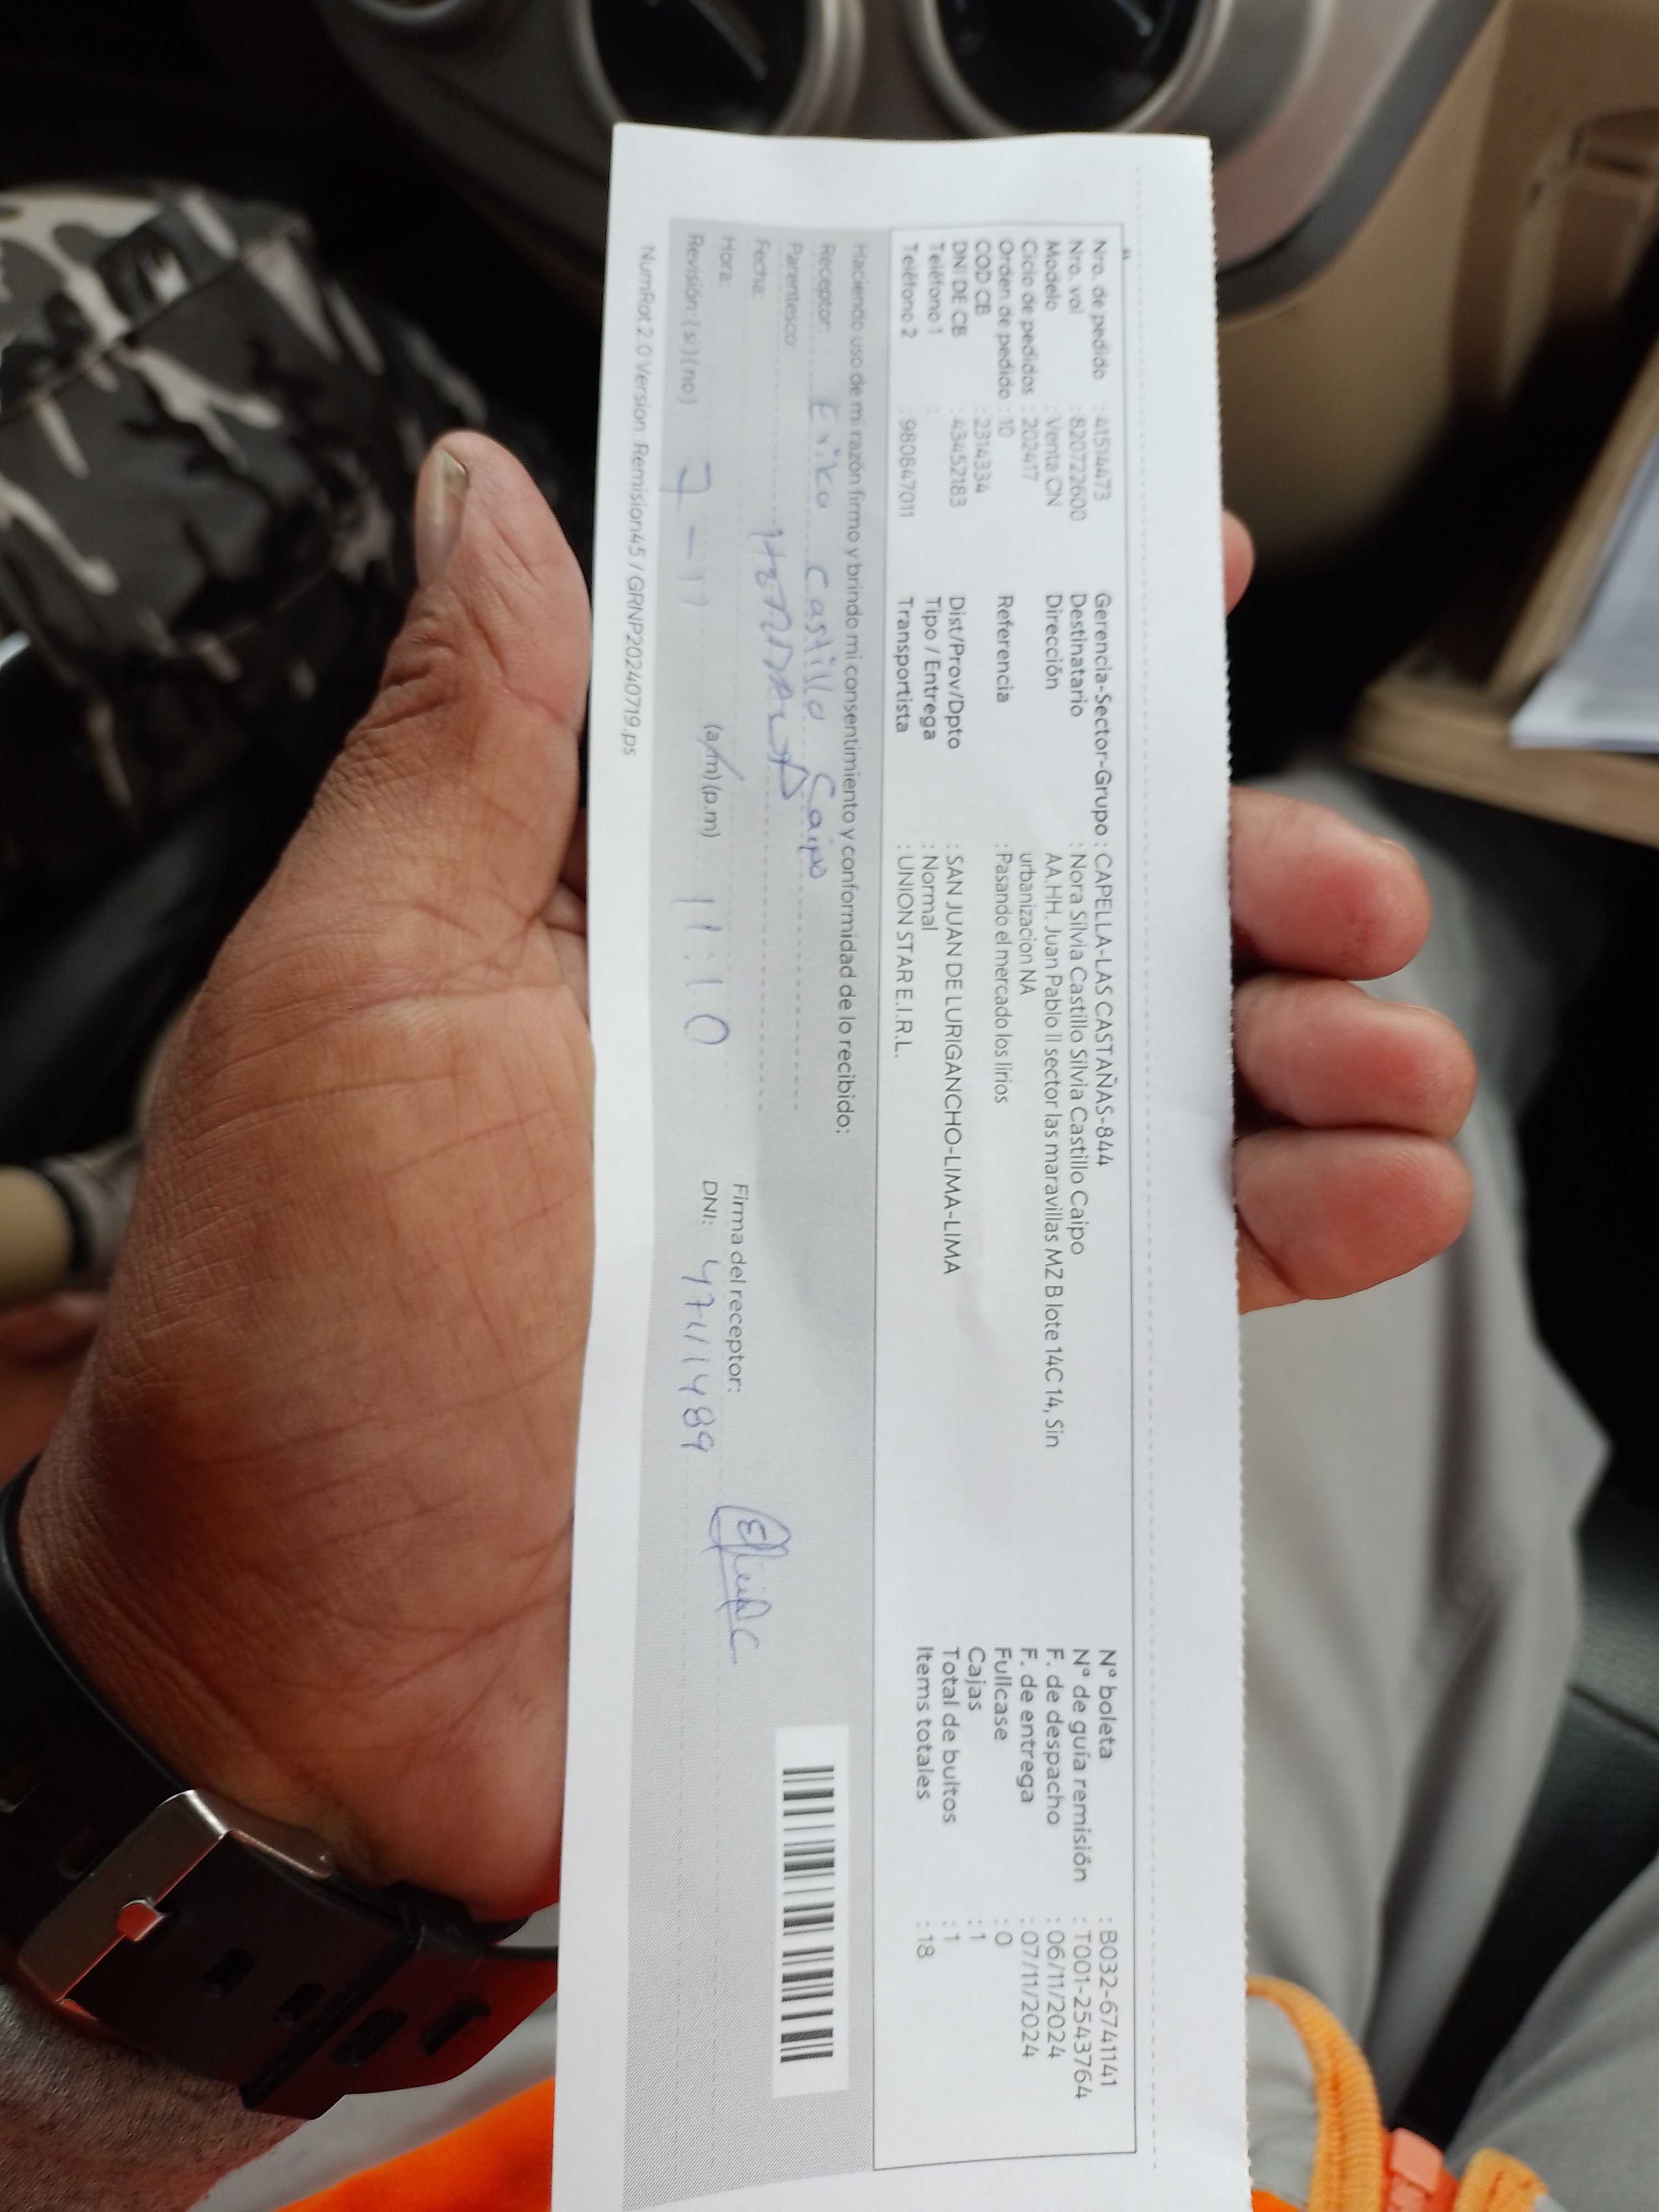 Nro. de pedido : 41514473
Nro. vol : 820722600
Modelo : Venta CN
Ciclo de pedidos : 202417
Orden de pedido : 10
COD CB : 2314334
DNI DE CB : 43452183
Teléfono 1 :
Teléfono 2 : 980847011
Gerencia-Sector-Grupo : CAPELLA-LAS CASTAÑAS-844
Destinatario : Nora Silvia Castillo Silvia Castillo Caipo
Dirección AA.HH. Juan Pablo II sector las maravillas MZ B lote 14C 14, Sin
urbanizacion NA
Referencia : Pasando el mercado los lirios
Dist/Prov/Dpto : SAN JUAN DE LURIGANCHO-LIMA-LIMA
Tipo / Entrega : Normal
Transportista : UNION STAR E.I.R.L.
N° boleta : B032-6741141
N° de guía remisión : T001-2543764
F. de despacho : 06/11/2024
F. de entrega : 07/11/2024
Fullcase : 0
Cajas : 1
Total de bultos : 1
Items totales : 18
Haciendo uso de mi razón firmo y brindo mi consentimiento y conformidad de lo recibido:
Receptor: Erika Castillo Caipo
Parentesco:
Fecha:
Hora: (a.m)(p.m) 11:10
Revisión: (si)(no) 7-11
Firma del receptor:
DNI:
NumRot 2.0 Version: Remision45 / GRNP20240719.ps